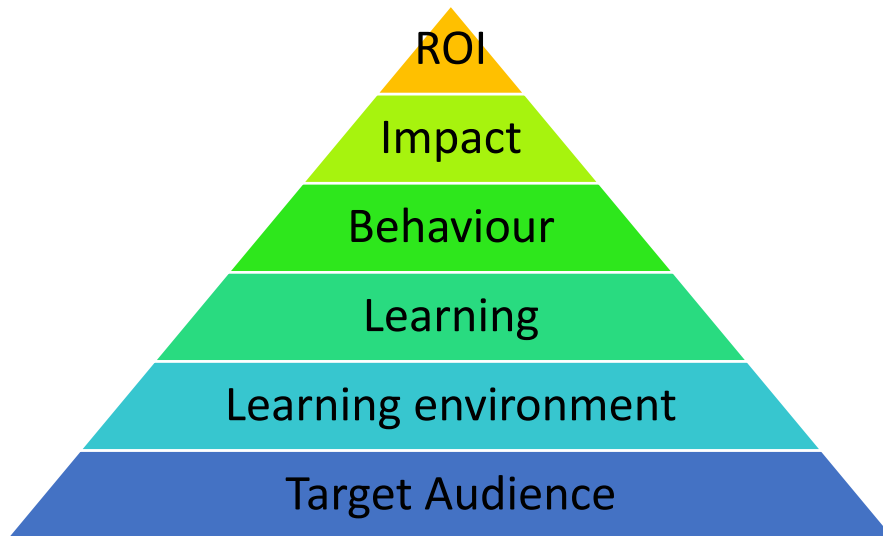 ROI
Impact
Behaviour
Learning
Learning environment
Target Audience